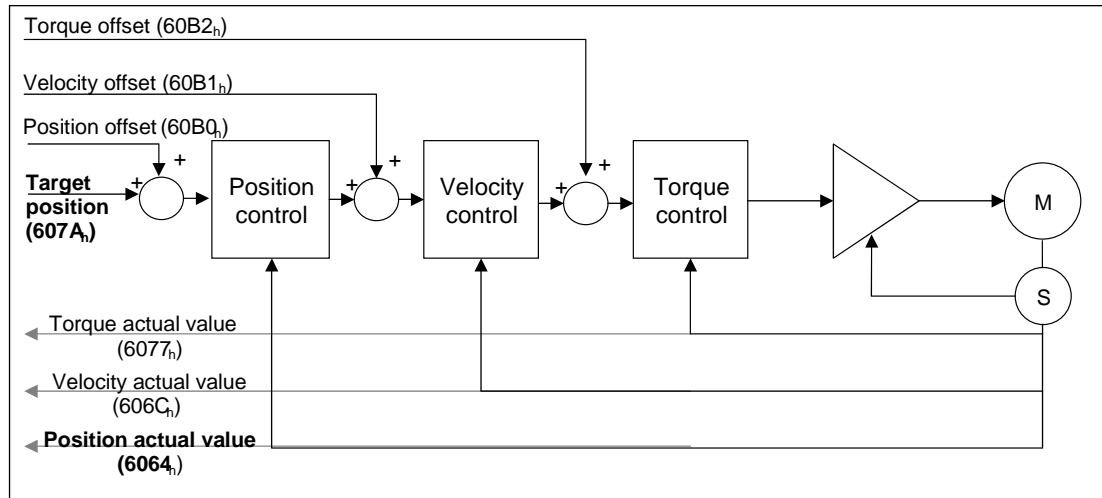 Torque offset (60B2h)
Velocity offset (60B1h)
Position offset (60B0h)
+
+
+
+
+
+
Target
position
(607Ah)
Position
control
Velocity
control
Torque
control
M
S
Torque actual value
(6077h)
Velocity actual value
(606Ch)
Position actual value
(6064h)